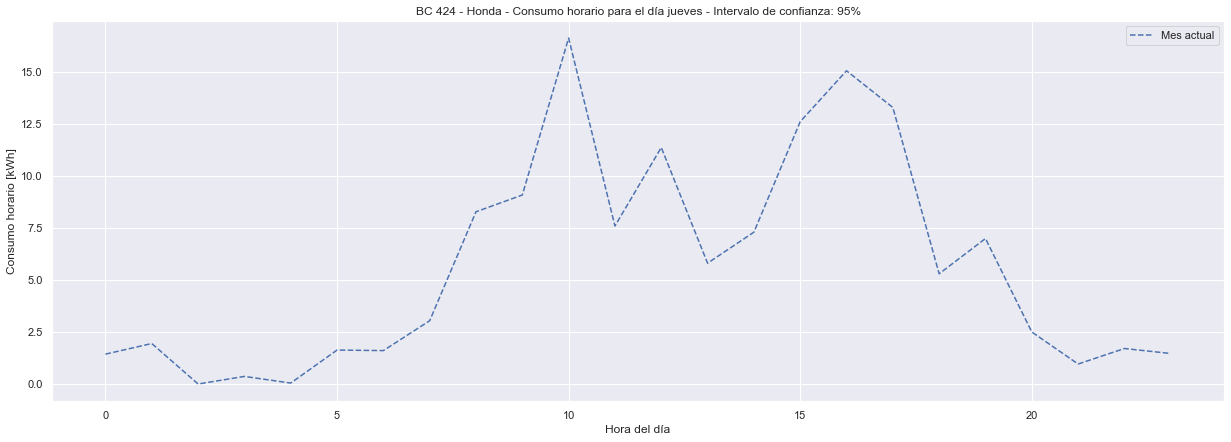 BC 424 - Honda - Consumo horario para el día jueves - Intervalo de confianza: 95%
Mes actual
Consumo horario [kWh]
15.0
12.5
10.0
7.5
5.0
2.5
0.0
0 5 10 15 20
Hora del día